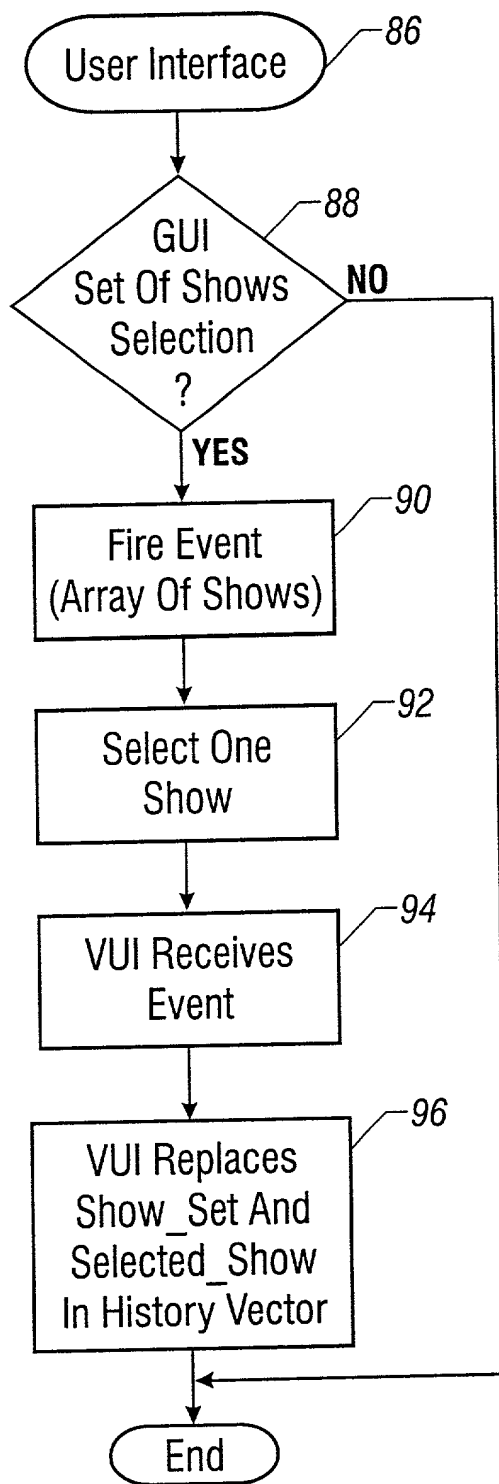 User Interface
86
GUI
Set Of Shows
Selection
?
88
NO
YES
Fire Event
(Array Of Shows)
90
Select One
Show
92
VUI Receives
Event
94
VUI Replaces
Show_Set And
Selected_Show
In History Vector
96
End